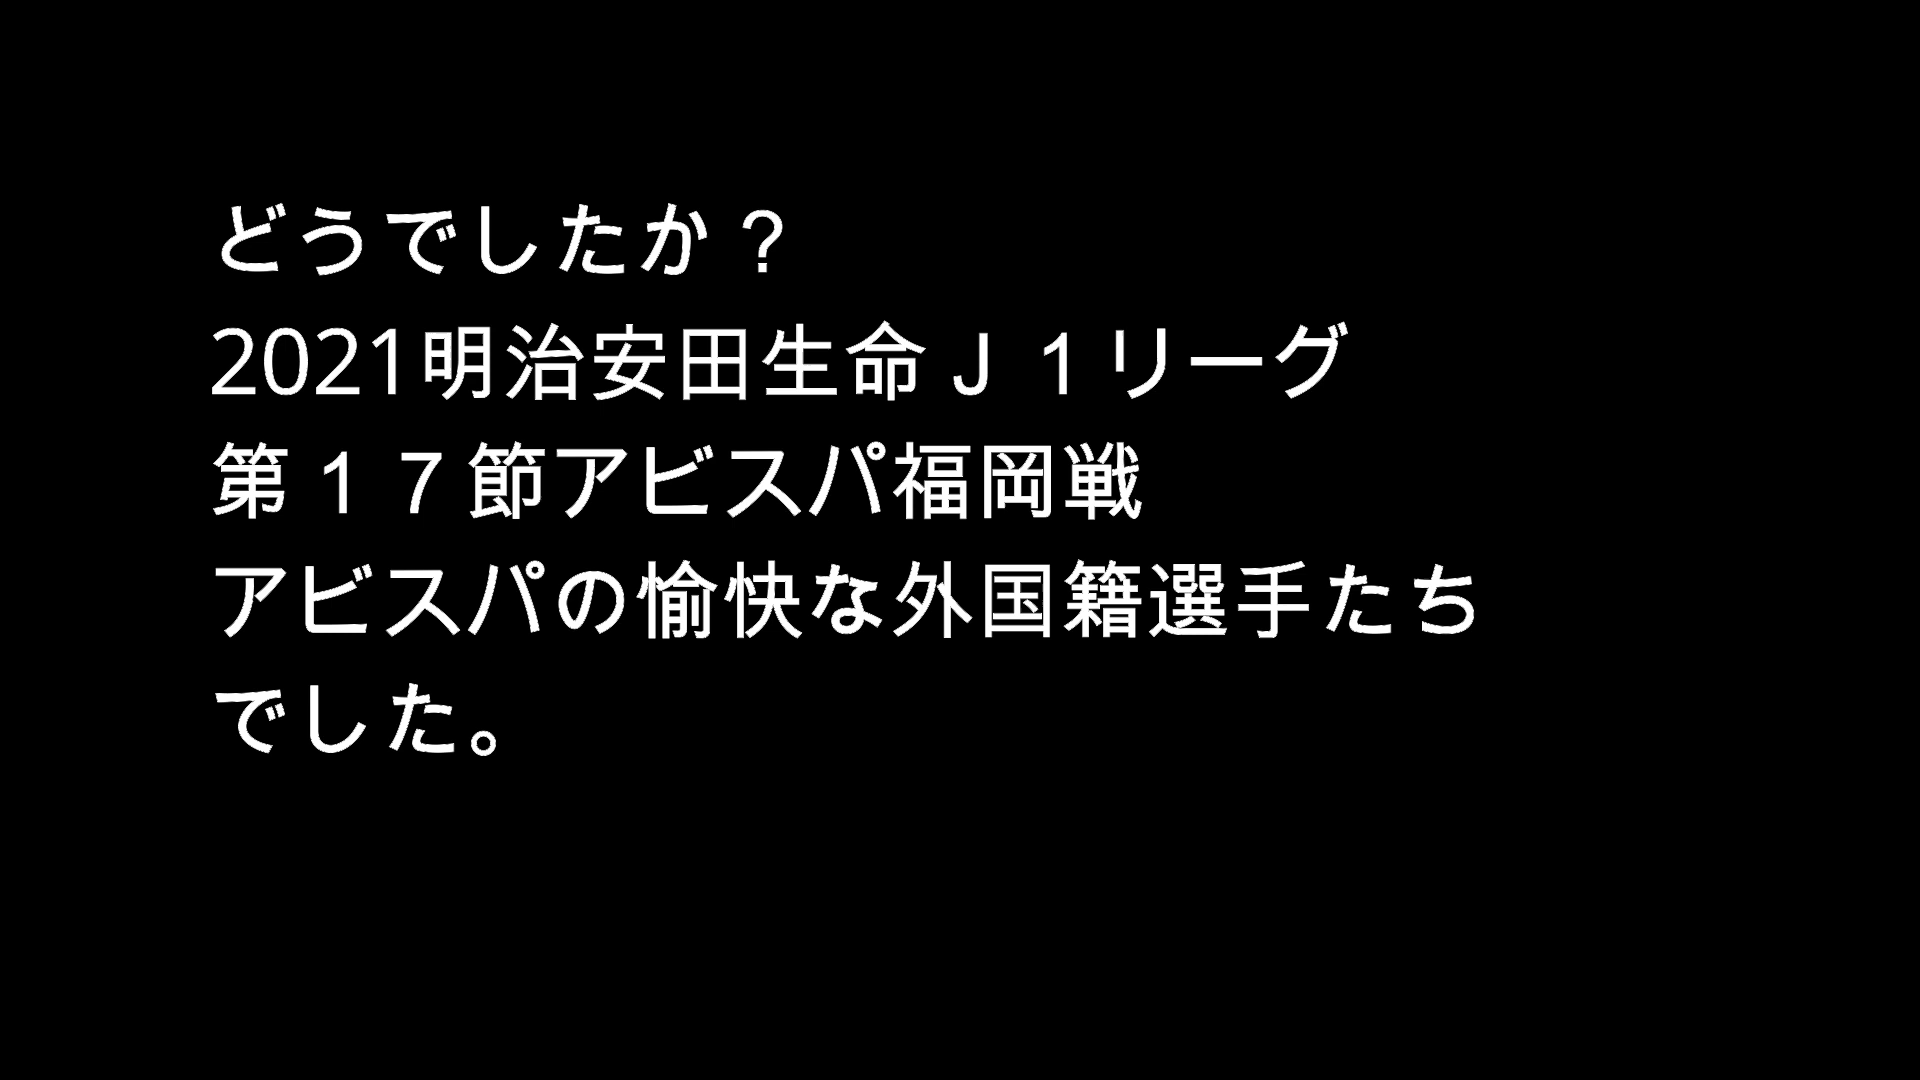 どうでしたか？
2021明治安田生命Ｊ１リーグ
第１７節アビスパ福岡戦
アビスパの愉快な外国籍選手たち
でした。